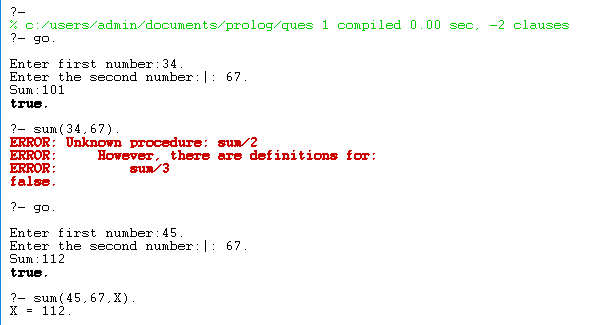 ?-
% c:/users/admin/documents/prolog/ques 1 compiled 0.00 sec, -2 clauses
?- go.
Enter first number:34.
Enter the second number:|: 67.
Sum:101
true.
?- sum(34,67).
ERROR: Unknown procedure: sum/2
ERROR:     However, there are definitions for:
ERROR:         sum/3
false.
?- go.
Enter first number:45.
Enter the second number:|: 67.
Sum:112
true.
?- sum(45,67,X).
X = 112.